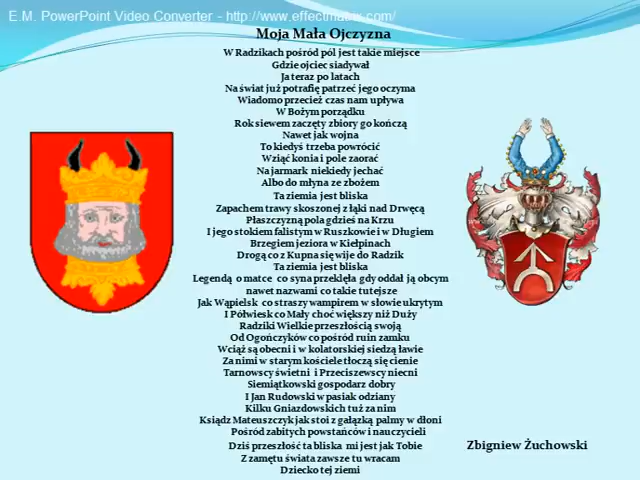 E.M. PowerPoint Video Converter - http://www.effectmatrix.com/
Moja Mała Ojczyzna
W Radzikach pośród pól jest takie miejsce
Gdzie ojciec siadywał
Ja teraz po latach
Na świat już potrafię patrzeć jego oczyma
Wiadomo przecież czas nam upływa
W Bożym porządku
Rok siewem zaczęty zbiory go kończą
Nawet jak wojna
To kiedyś trzeba powrócić
Wziąć konia i pole zaorać
Na jarmark niekiedy jechać
Albo do młyna ze zbożem
Ta ziemia jest bliska
Zapachem trawy skoszonej z łąki nad Drwęcą
Płaszczyzną pola gdzieś na Krzu
I jego stokiem falistym w Ruszkowie i w Długiem
Brzegiem jeziora w Kiełpinach
Drogą co z Kupna się wije do Radzik
Ta ziemia jest bliska
Legendą o matce co syna przeklęła gdy oddał ją obcym
nawet nazwami co takie tutejsze
Jak Wąpielsk co straszy wampirem w słowie ukrytym
I Półwiesk co Mały choć większy niż Duży
Radziki Wielkie przeszłością swoją
Od Ogończyków co pośród ruin zamku
Wciąż są obecni i w kolatorskiej siedzą ławie
Za nimi w starym kościele tłoczą się cienie
Tarnowscy świetni i Przeciszewscy niecni
Siemiątkowski gospodarz dobry
I Jan Rudowski w pasiak odziany
Kilku Gniazdowskich tuż za nim
Ksiądz Mateuszczyk jak stoi z gałązką palmy w dłoni
Pośród zabitych powstańców i nauczycieli
Dziś przeszłość ta bliska mi jest jak Tobie
Z zamętu świata zawsze tu wracam
Dziecko tej ziemi
Zbigniew Żuchowski